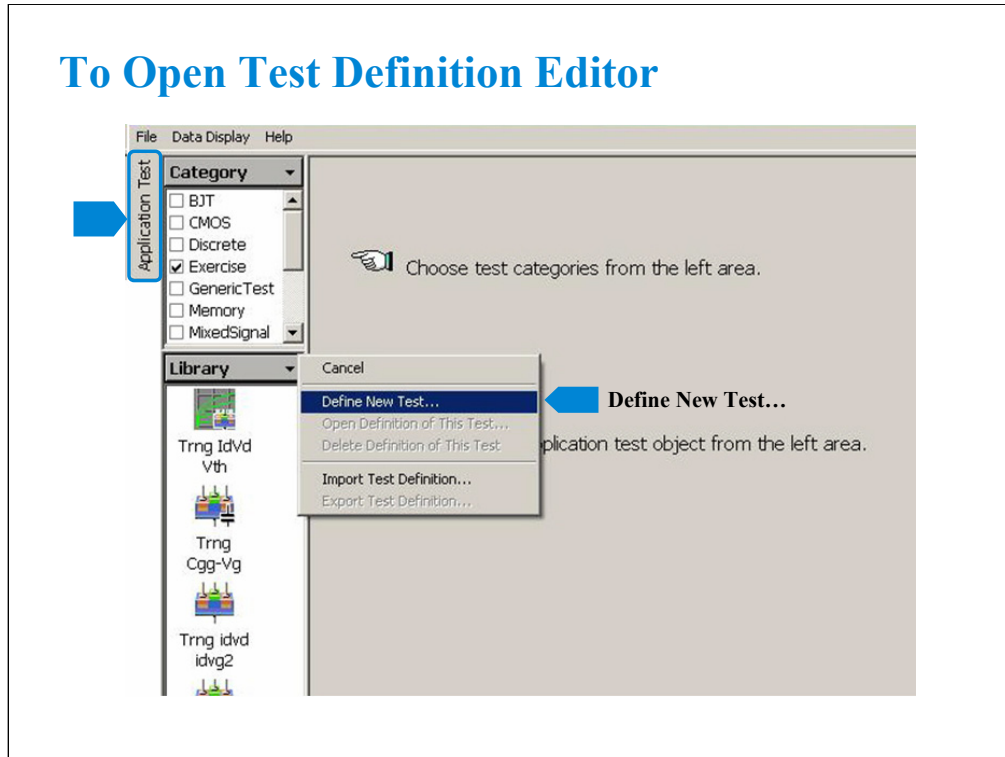 To Open Test Definition Editor
File Data Display Help
Application Test
Category
BJT
CMOS
Discrete
Exercise
GenericTest
Memory
MixedSignal
Choose test categories from the left area.
Library
Cancel
Define New Test...
Open Definition of This Test...
Delete Definition of This Test
Import Test Definition...
Export Test Definition...
Define New Test…
plication test object from the left area.
Trng IdVd
Vth
Trng
Cgg-Vg
Trng idvd
idvg2